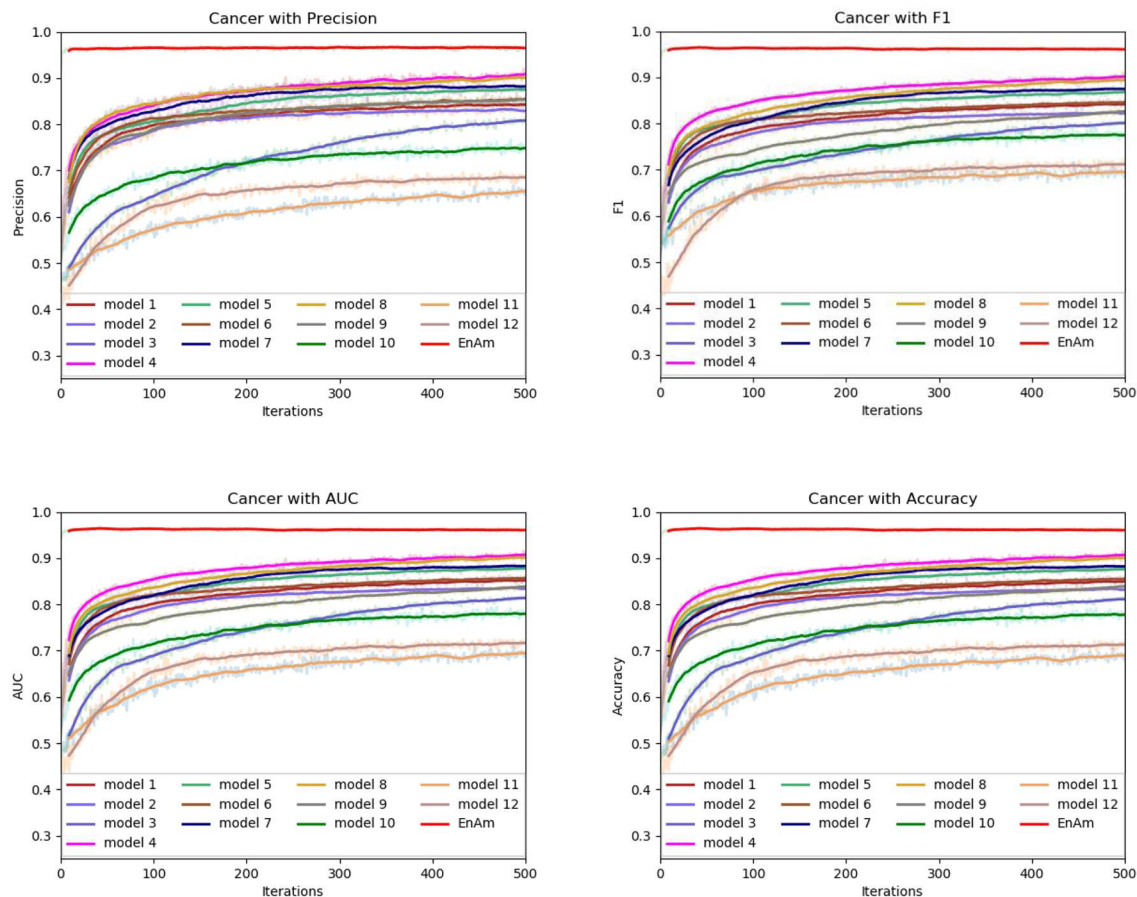 Cancer with Precision
1.0
0.9
0.8
0.7
0.6
0.5
0.4
0.3
Precision
model 1 model 5 model 8 model 11
model 2 model 6 model 9 model 12
model 3 model 7 model 10 EnAm
model 4
0 100 200 300 400 500
Iterations
Cancer with F1
1.0
0.9
0.8
0.7
0.6
0.5
0.4
0.3
F1
model 1 model 5 model 8 model 11
model 2 model 6 model 9 model 12
model 3 model 7 model 10 EnAm
model 4
0 100 200 300 400 500
Iterations
Cancer with AUC
1.0
0.9
0.8
0.7
0.6
0.5
0.4
0.3
AUC
model 1 model 5 model 8 model 11
model 2 model 6 model 9 model 12
model 3 model 7 model 10 EnAm
model 4
0 100 200 300 400 500
Iterations
Cancer with Accuracy
1.0
0.9
0.8
0.7
0.6
0.5
0.4
0.3
Accuracy
model 1 model 5 model 8 model 11
model 2 model 6 model 9 model 12
model 3 model 7 model 10 EnAm
model 4
0 100 200 300 400 500
Iterations